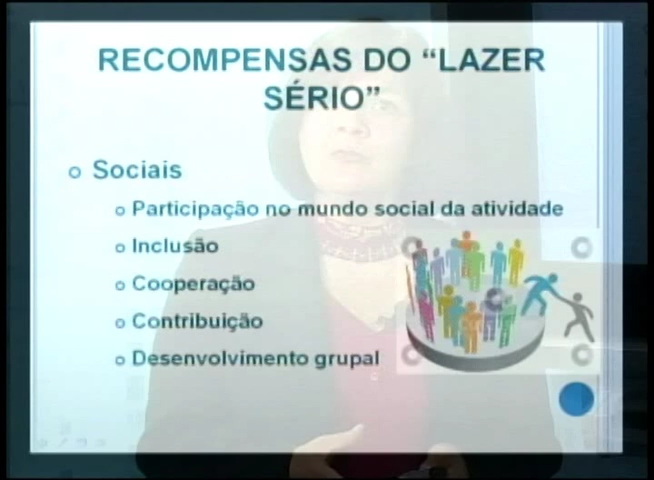 RECOMPENSAS DO “LAZER
SÉRIO”
Sociais
Participação no mundo social da atividade
Inclusão
Cooperação
Contribuição
Desenvolvimento grupal